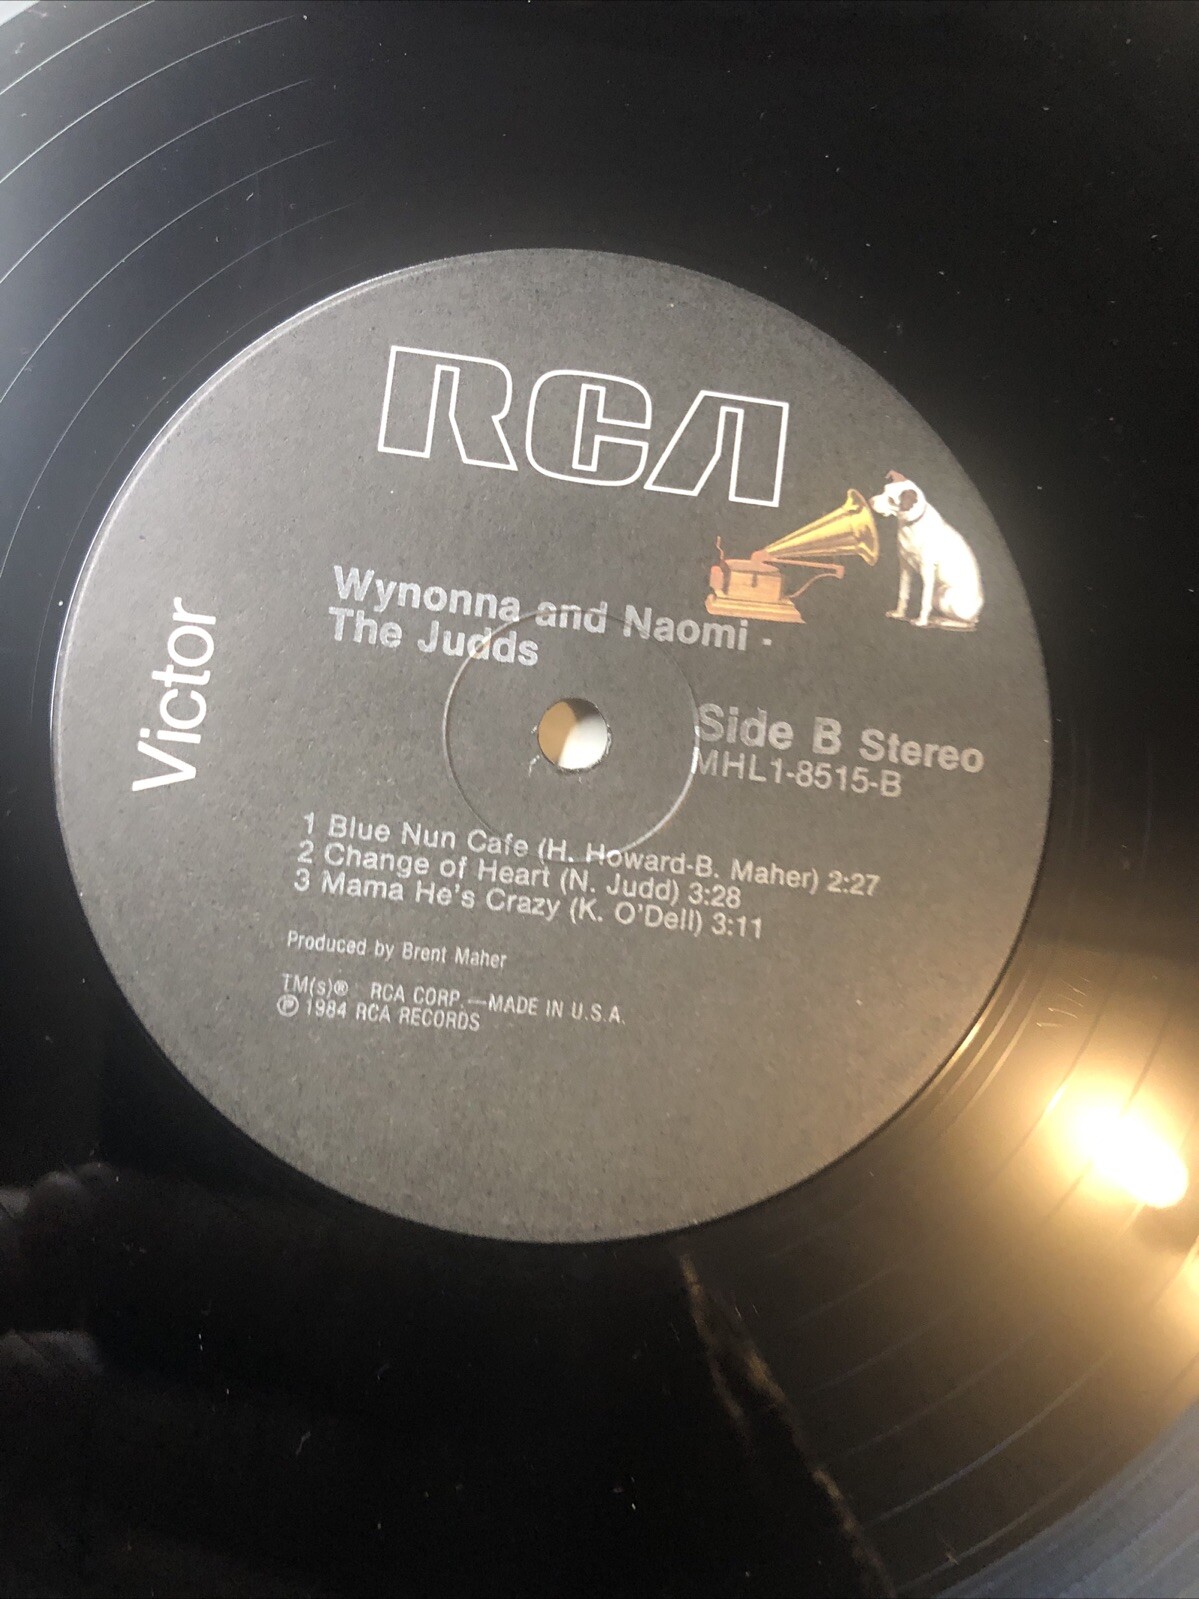 RCA
Victor
Wynonna and Naomi -
The Judds
Side B Stereo
MHL1-8515-B
1 Blue Nun Cafe (H. Howard-B. Maher) 2:27
2 Change of Heart (N. Judd) 3:28
3 Mama He's Crazy (K. O'Dell) 3:11
Produced by Brent Maher
TM(s)® RCA CORP.—MADE IN U.S.A.
℗ 1984 RCA RECORDS